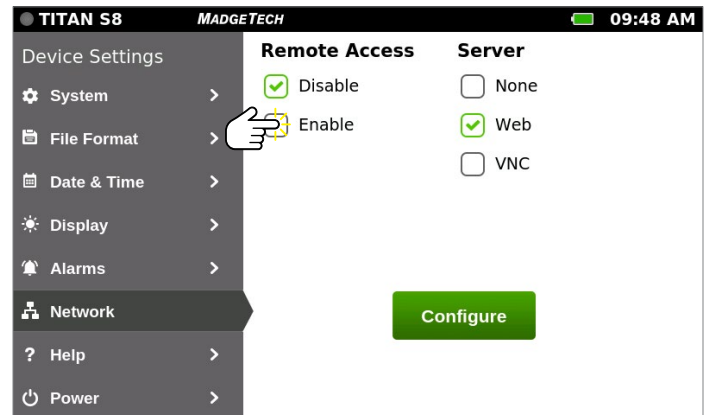 TITAN S8 MADGETECH 09:48 AM
Device Settings
System
File Format
Date & Time
Display
Alarms
Network
? Help
Power
Remote Access
Disable
Enable
Server
None
Web
VNC
Configure